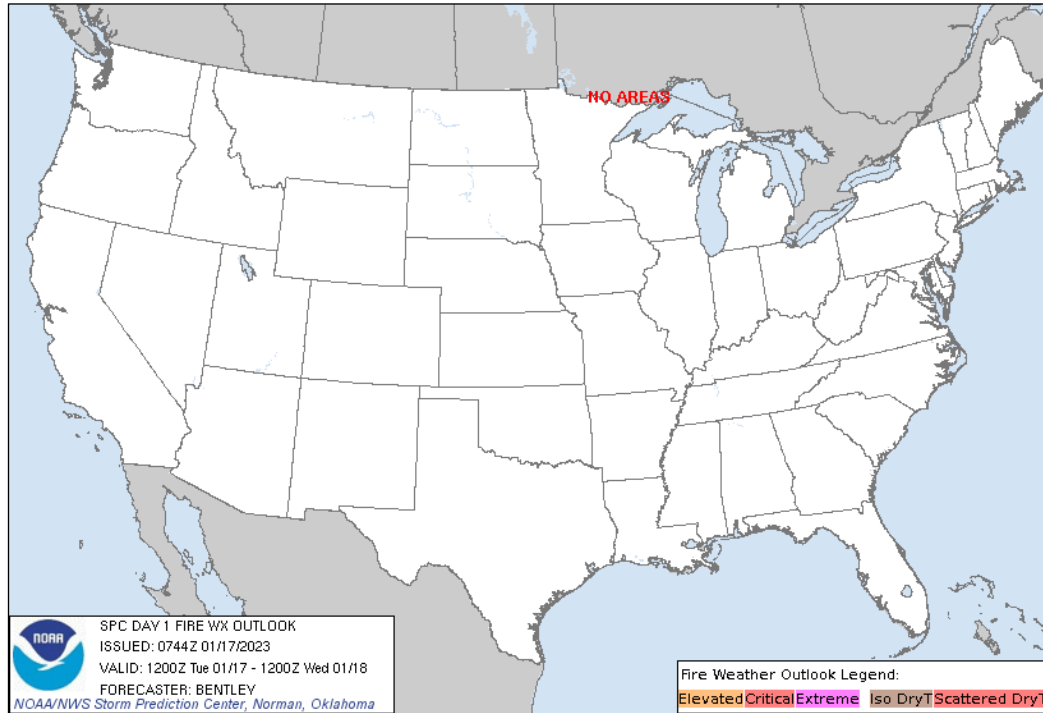 NO AREAS
NOAA
SPC DAY 1 FIRE WX OUTLOOK
ISSUED: 0744Z 01/17/2023
VALID: 1200Z Tue 01/17 - 1200Z Wed 01/18
FORECASTER: BENTLEY
NOAA/NWS Storm Prediction Center, Norman, Oklahoma
Fire Weather Outlook Legend:
Elevated Critical Extreme Iso DryT Scattered DryT